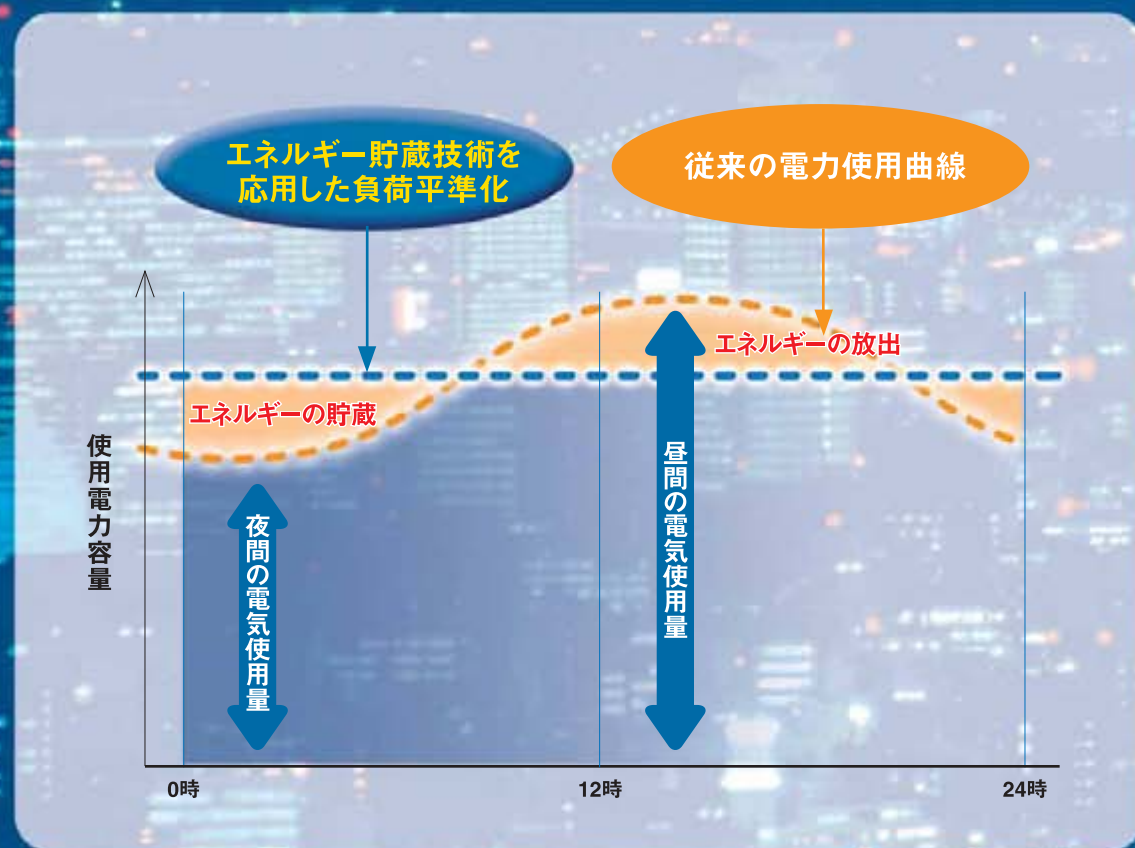 エネルギー貯蔵技術を
応用した負荷平準化
従来の電力使用曲線
エネルギーの放出
エネルギーの貯蔵
使用電力容量
夜間の電気使用量
昼間の電気使用量
0時
12時
24時